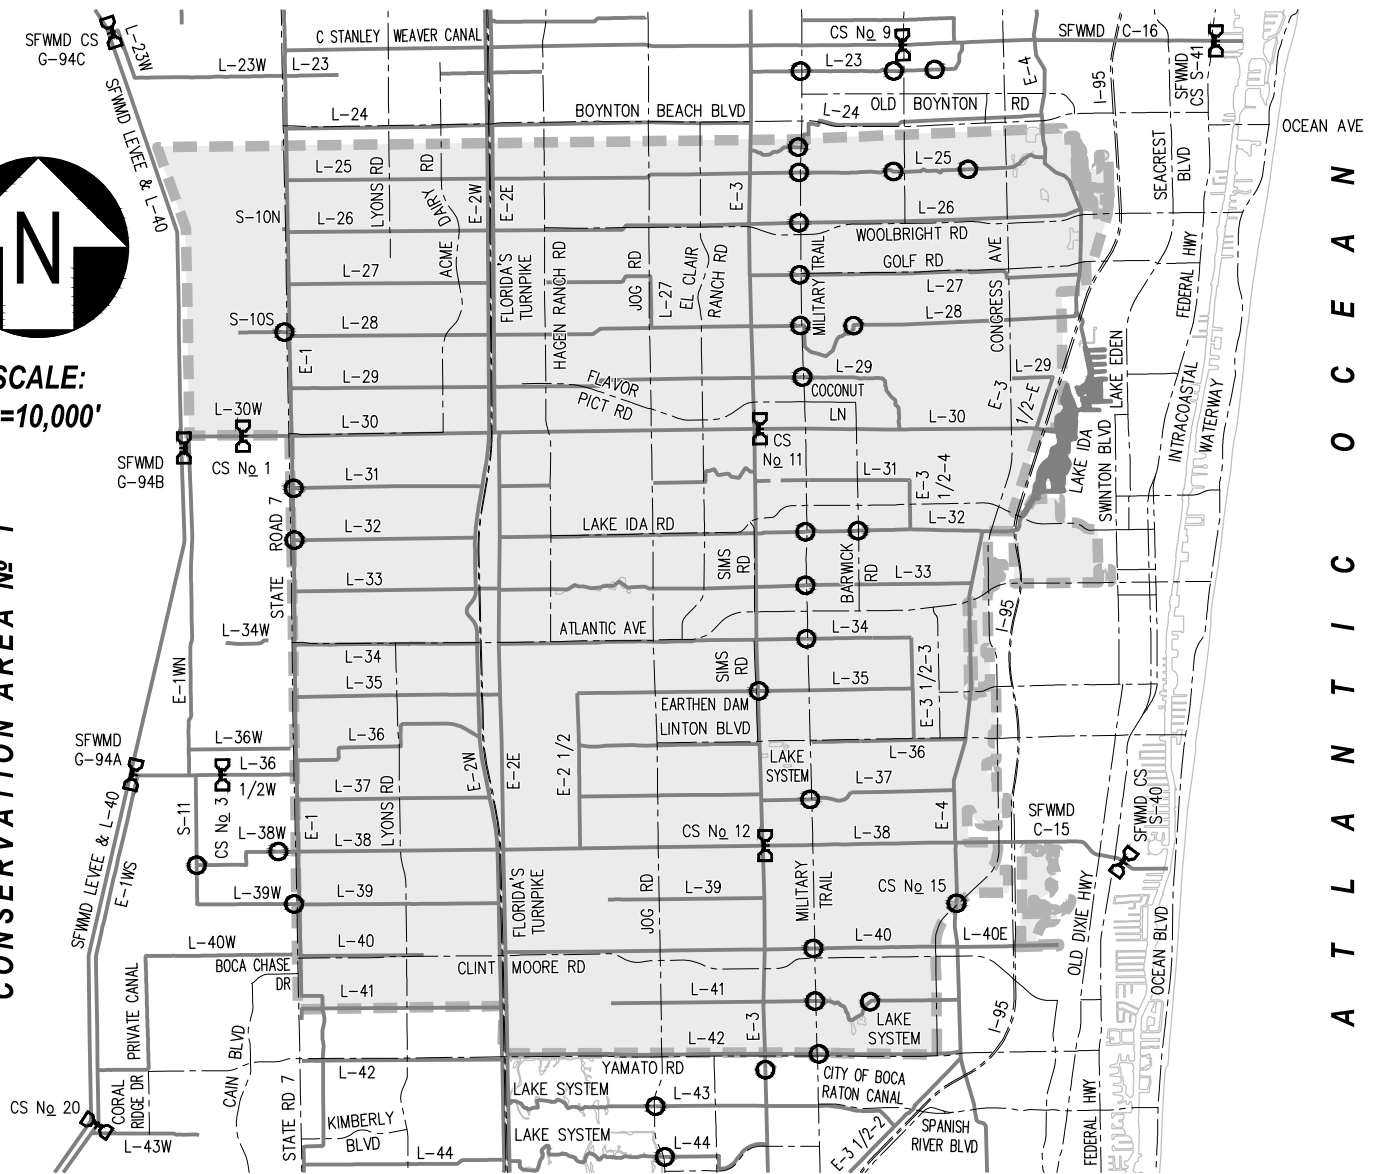 SFWMD CS
G-94C
L-23W
C STANLEY WEAVER CANAL
CS No 9
SFWMD C-16
SFWMD
CS S-41
L-23W
L-23
L-23
E-4
I-95
SFWMD LEVEE & L-40
L-24
BOYNTON BEACH BLVD
L-24
OLD BOYNTON RD
OCEAN AVE
L-25
LYONS RD
ACME DAIRY RD
E-2W
E-2E
E-3
L-25
SEACREST
BLVD
S-10N
L-26
L-26
WOOLBRIGHT RD
N
FLORIDA'S
TURNPIKE
HAGEN RANCH RD
JOG RD
EL CLAIR
RANCH RD
MILITARY TRAIL
GOLF RD
CONGRESS AVE
FEDERAL HWY
L-27
L-27
L-27
S-10S
L-28
L-28
E-1
SCALE:
=10,000'
L-29
FLAVOR
PICT RD
L-29
COCONUT
LN
L-29
E-3
1/2-E
LAKE EDEN
INTRACOASTAL
WATERWAY
L-30W
L-30
L-30
SFWMD
G-94B
CS No 1
CS
No 11
LAKE IDA
SWINTON BLVD
L-31
L-31
E-3
1/2-4
STATE ROAD 7
L-32
LAKE IDA RD
L-32
SIMS
RD
BARWICK
RD
L-33
L-33
I-95
L-34W
ATLANTIC AVE
L-34
L-34
E-1WN
L-35
SIMS
RD
L-35
E-3 1/2-3
EARTHEN DAM
LINTON BLVD
L-36W
L-36
L-36
SFWMD
G-94A
L-36
1/2W
E-2W
E-2E
E-2 1/2
LAKE
SYSTEM
L-37
L-37
LYONS RD
S-11
CS No 3
E-1
E-4
SFWMD
C-15
SFWMD CS
S-40
SFWMD LEVEE & L-40
E-1WS
L-38W
L-38
CS No 12
L-38
L-39W
L-39
FLORIDA'S
TURNPIKE
JOG RD
L-39
MILITARY
TRAIL
CS No 15
OLD DIXIE HWY
OCEAN BLVD
L-40W
L-40
L-40
L-40E
BOCA CHASE
DR
CLINT MOORE RD
PRIVATE CANAL
L-41
L-41
E-3
LAKE
SYSTEM
I-95
L-42
CAIN BLVD
L-42
YAMATO RD
CITY OF BOCA
RATON CANAL
CS No 20
CORAL
RIDGE DR
STATE RD 7
LAKE SYSTEM
L-43
KIMBERLY
BLVD
LAKE SYSTEM
L-43W
L-44
L-44
E-3 1/2-2
SPANISH
RIVER BLVD
FEDERAL HWY
CONSERVATION AREA No 1
ATLANTIC OCEAN